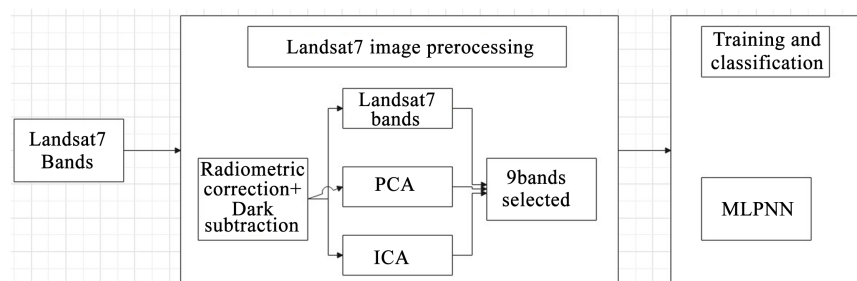 Landsat7 image prerocessing
Training and
classification
Landsat7
Bands
Radiometric
correction+
Dark
subtraction
Landsat7
bands
PCA
ICA
9bands
selected
MLPNN